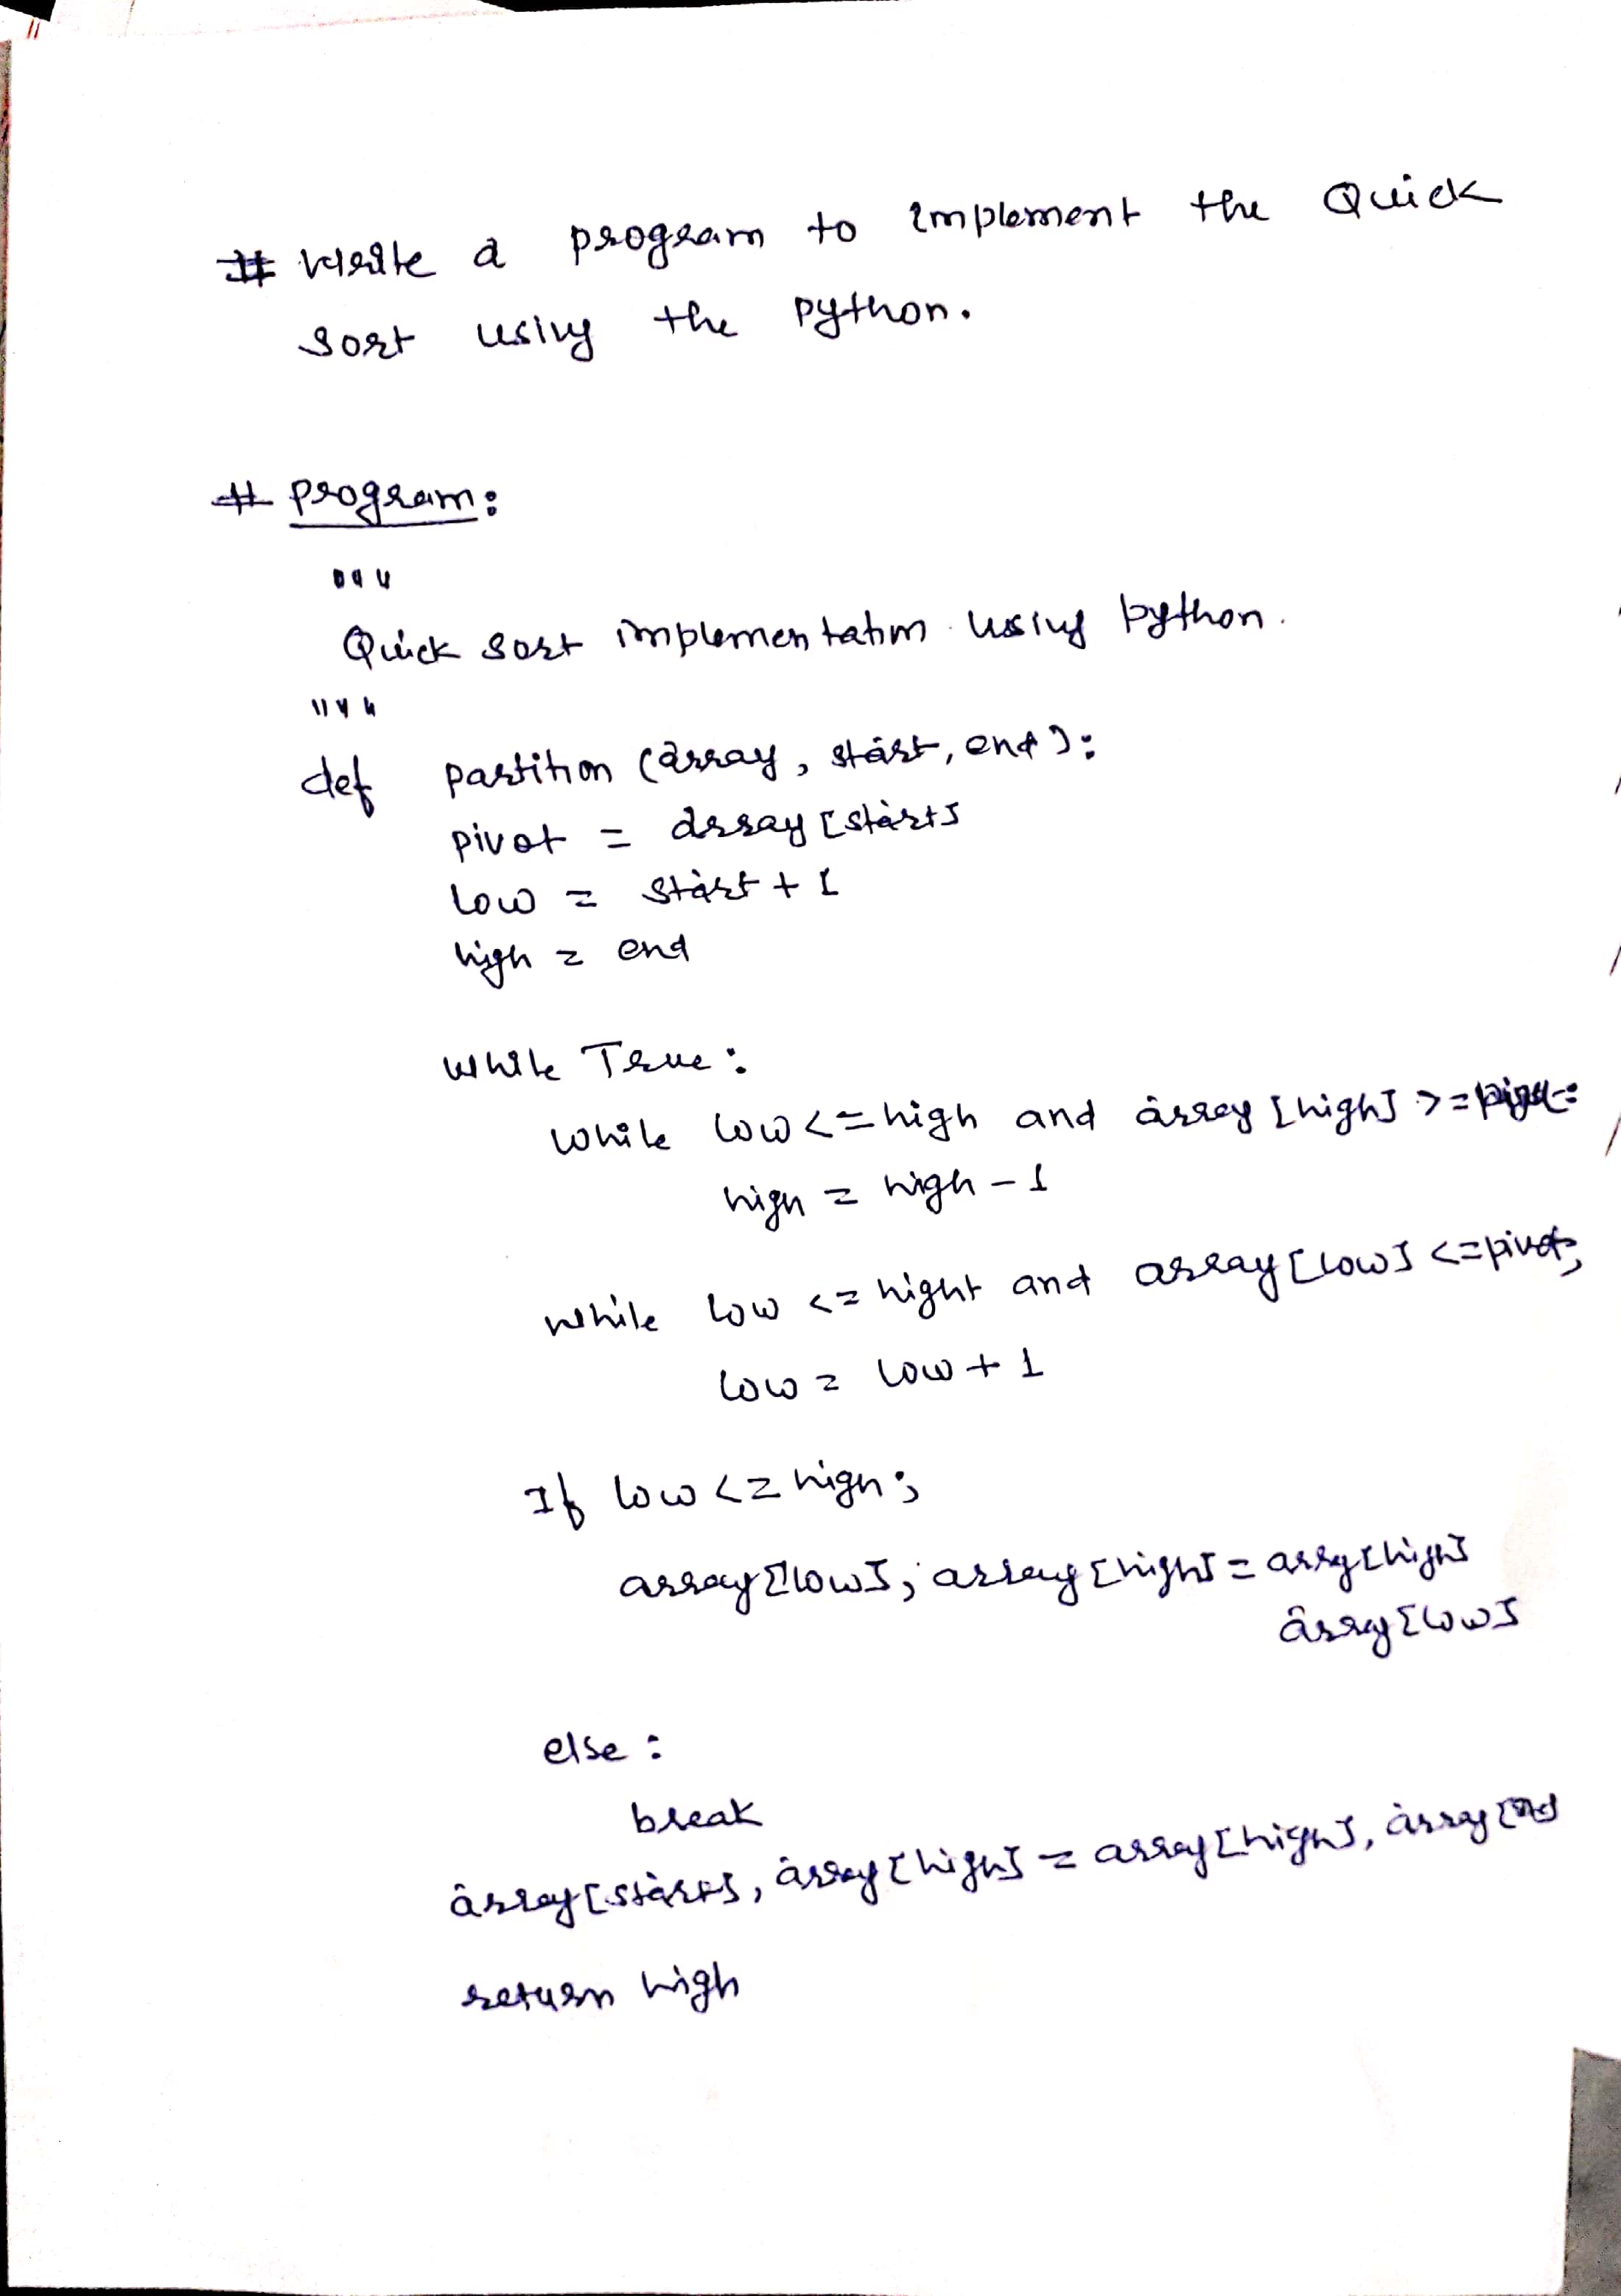 # Write a program to implement the Quick
sort using the python.
# Program:
"""
Quick sort implementation using python.
"""
def partition (array, start, end):
pivot = array [start]
low = start + 1
high = end
while True:
while low <= high and array [high] >= pivot:
high = high - 1
while low <= hight and array [low] <= pivot:
low = low + 1
If low <= high:
array [low], array [high] = array [high]
array [low]
else :
break
array [start], array [high] = array [high], array
return high